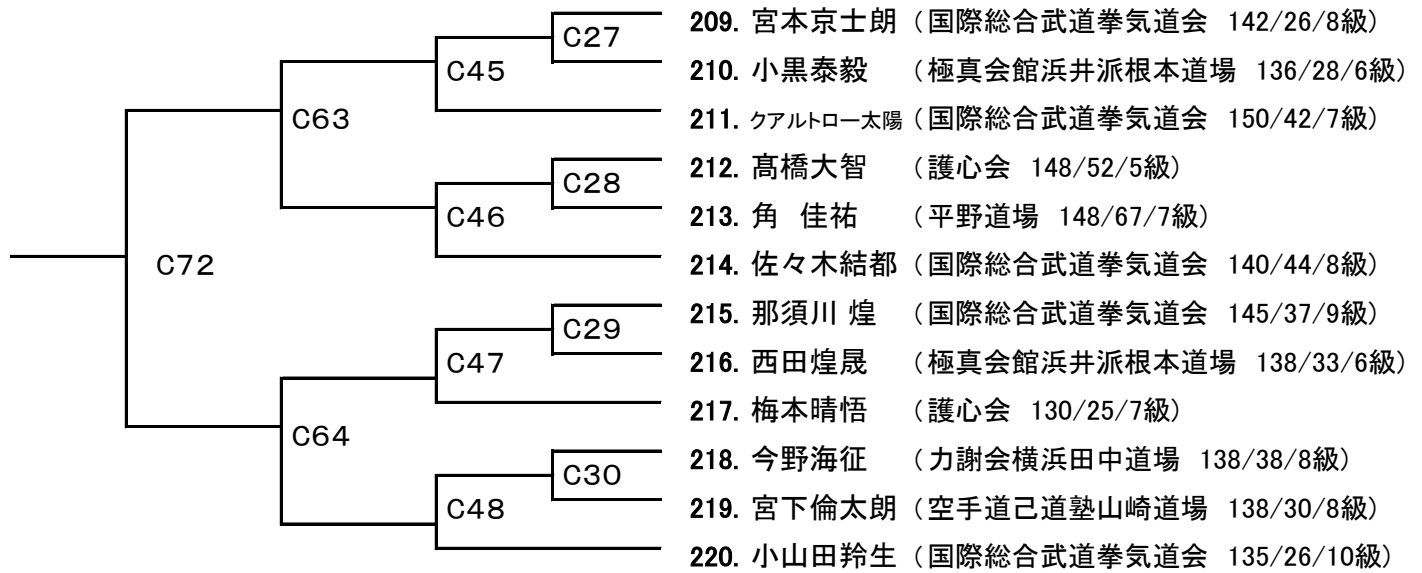 209. 宮本京士朗 （国際総合武道拳気道会 142/26/8級）
C27
210. 小黒泰毅 （極真会館浜井派根本道場 136/28/6級）
C45
211. クアルトロー太陽（国際総合武道拳気道会 150/42/7級）
C63
212. 髙橋大智 （護心会 148/52/5級）
C28
213. 角 佳祐 （平野道場 148/67/7級）
C46
214. 佐々木結都（国際総合武道拳気道会 140/44/8級）
C72
215. 那須川 煌 （国際総合武道拳気道会 145/37/9級）
C29
216. 西田煌晟 （極真会館浜井派根本道場 138/33/6級）
C47
217. 梅本晴悟 （護心会 130/25/7級）
C64
218. 今野海征 （力謝会横浜田中道場 138/38/8級）
C30
219. 宮下倫太朗（空手道己道塾山崎道場 138/30/8級）
C48
220. 小山田羚生（国際総合武道拳気道会 135/26/10級）